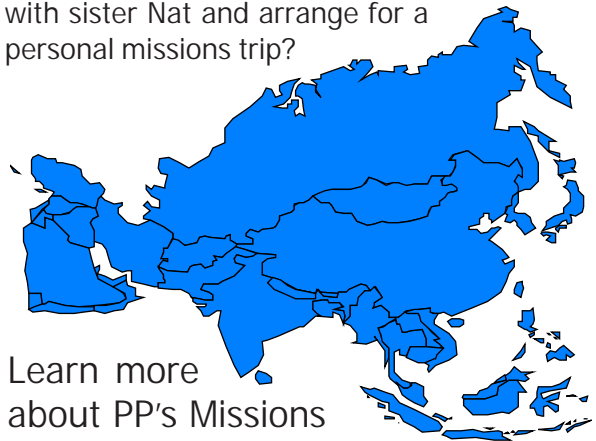 with sister Nat and arrange for a
personal missions trip?
Learn more
about PP's Missions